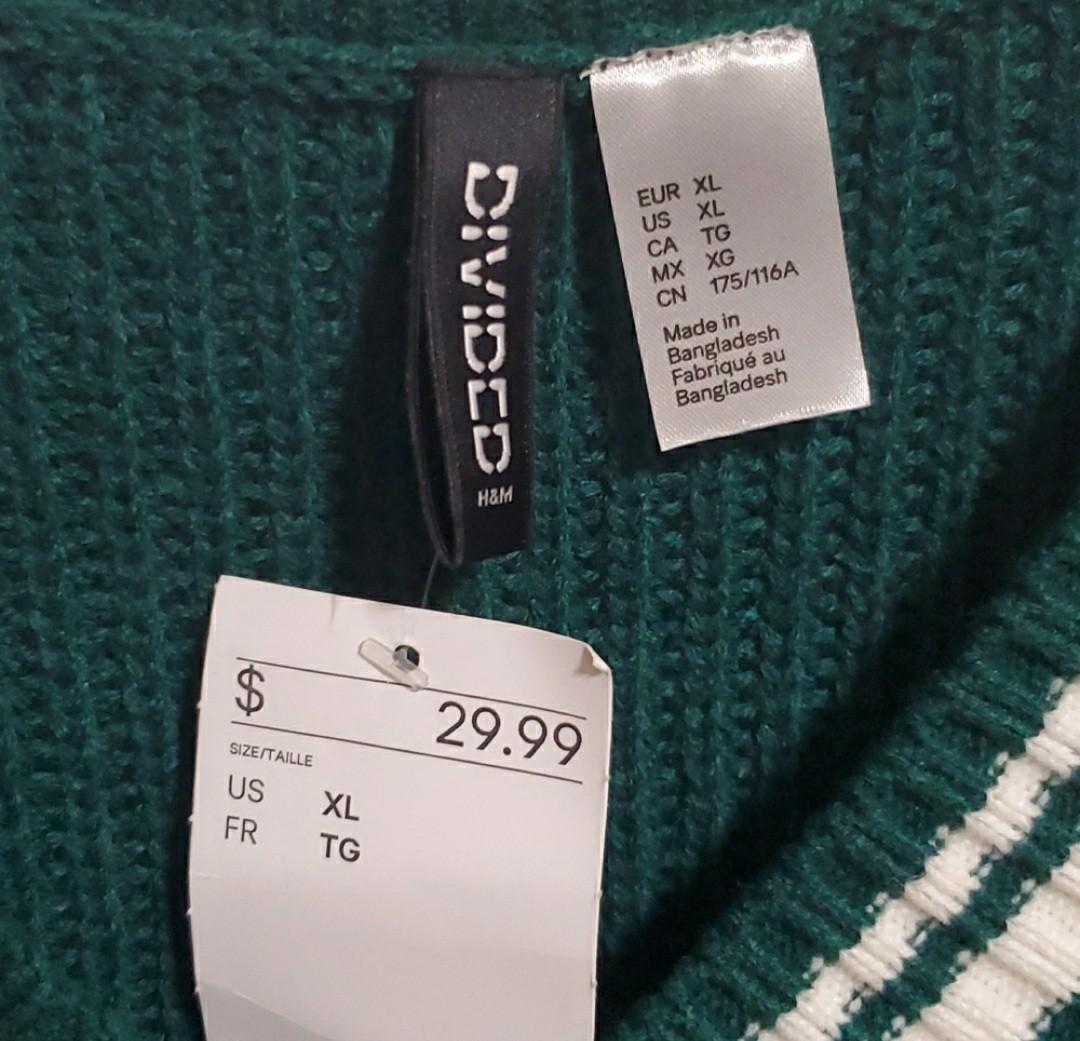 DIVIDED
H&M
EUR XL
US XL
CA TG
MX XG
CN 175/116A
Made in
Bangladesh
Fabriqué au
Bangladesh
$ 29.99
SIZE/TAILLE
US XL
FR TG